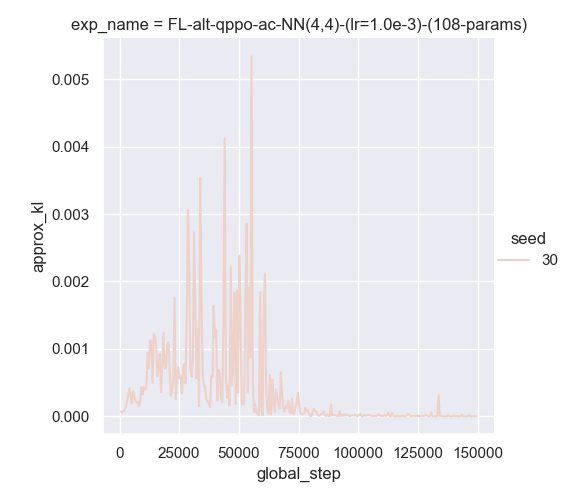 exp_name = FL-alt-qppo-ac-NN(4,4)-(lr=1.0e-3)-(108-params)
0.005
0.004
0.003
0.002
0.001
0.000
approx_kl
0 25000 50000 75000 100000 125000 150000
global_step
seed
30